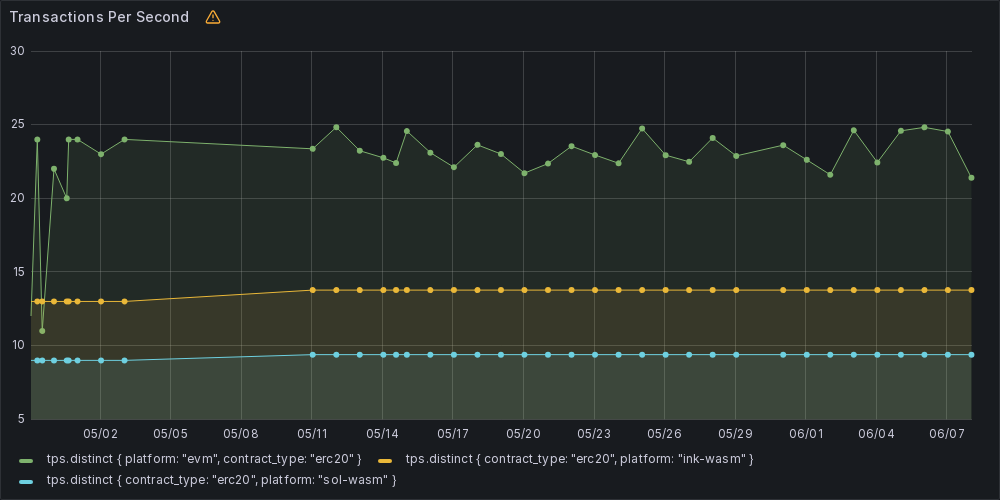 Transactions Per Second
30
25
20
15
10
5
05/02 05/05 05/08 05/11 05/14 05/17 05/20 05/23 05/26 05/29 06/01 06/04 06/07
tps.distinct { platform: "evm", contract_type: "erc20" } tps.distinct { contract_type: "erc20", platform: "ink-wasm" }
tps.distinct { contract_type: "erc20", platform: "sol-wasm" }